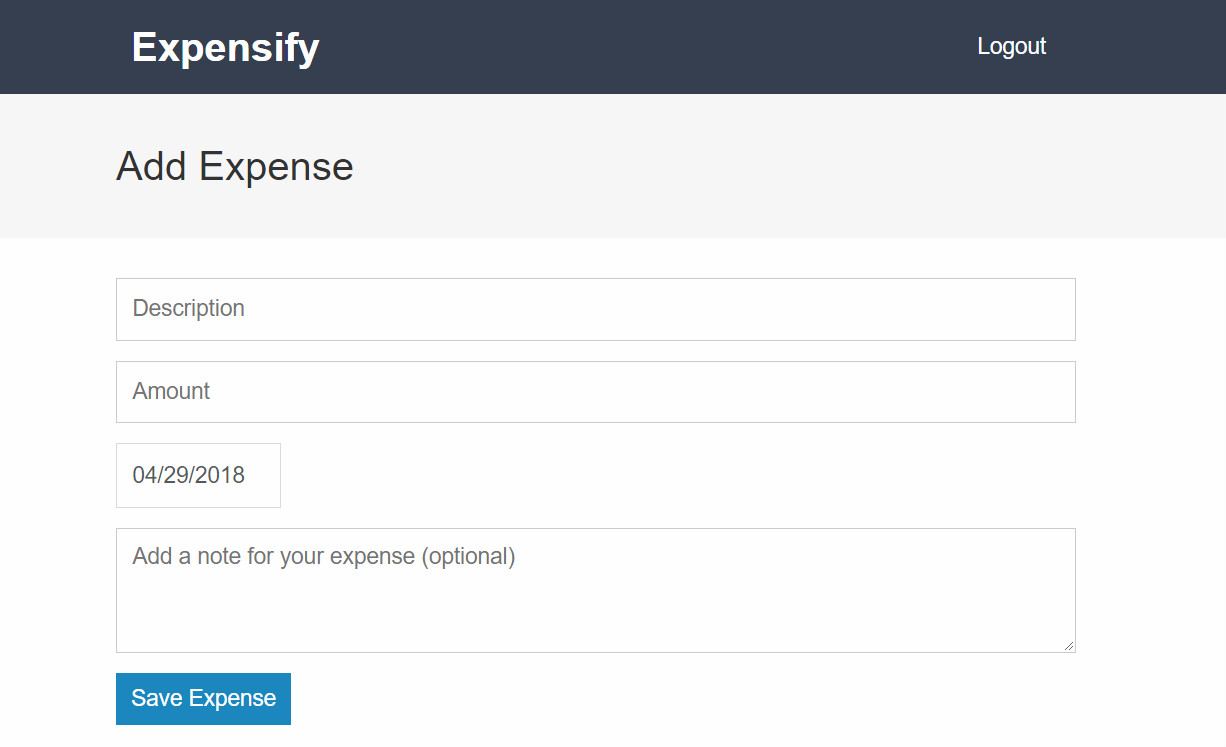 Expensify
Logout
Add Expense
Description
Amount
04/29/2018
Add a note for your expense (optional)
Save Expense